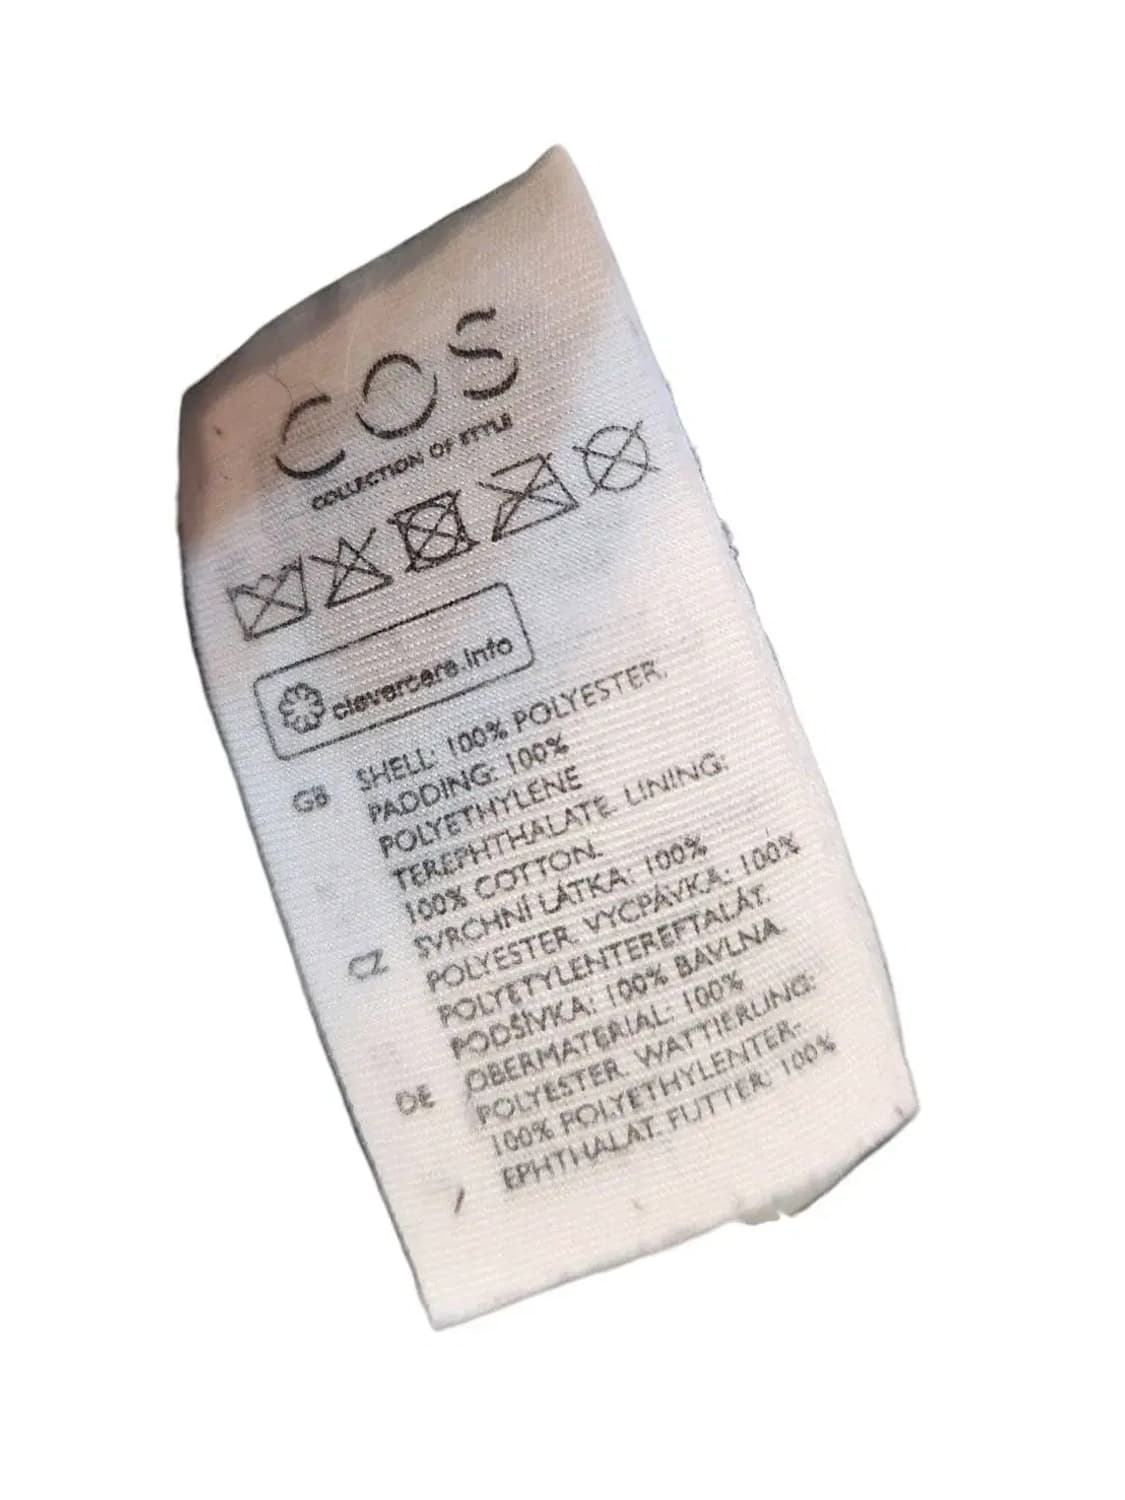 COS
COLLECTION OF STYLE
clevercare.info
GB SHELL: 100% POLYESTER.
PADDING: 100%
POLYETHYLENE
TEREPHTHALATE. LINING:
100% COTTON.
CZ SVRCHNÍ LÁTKA: 100%
POLYESTER. VYCPÁVKA: 100%
POLYETYLENTEREFTALÁT.
PODŠÍVKA: 100% BAVLNA
DE OBERMATERIAL: 100%
POLYESTER. WATTIERUNG:
100% POLYETHYLENTER-
EPHTHALAT. FUTTER: 100%